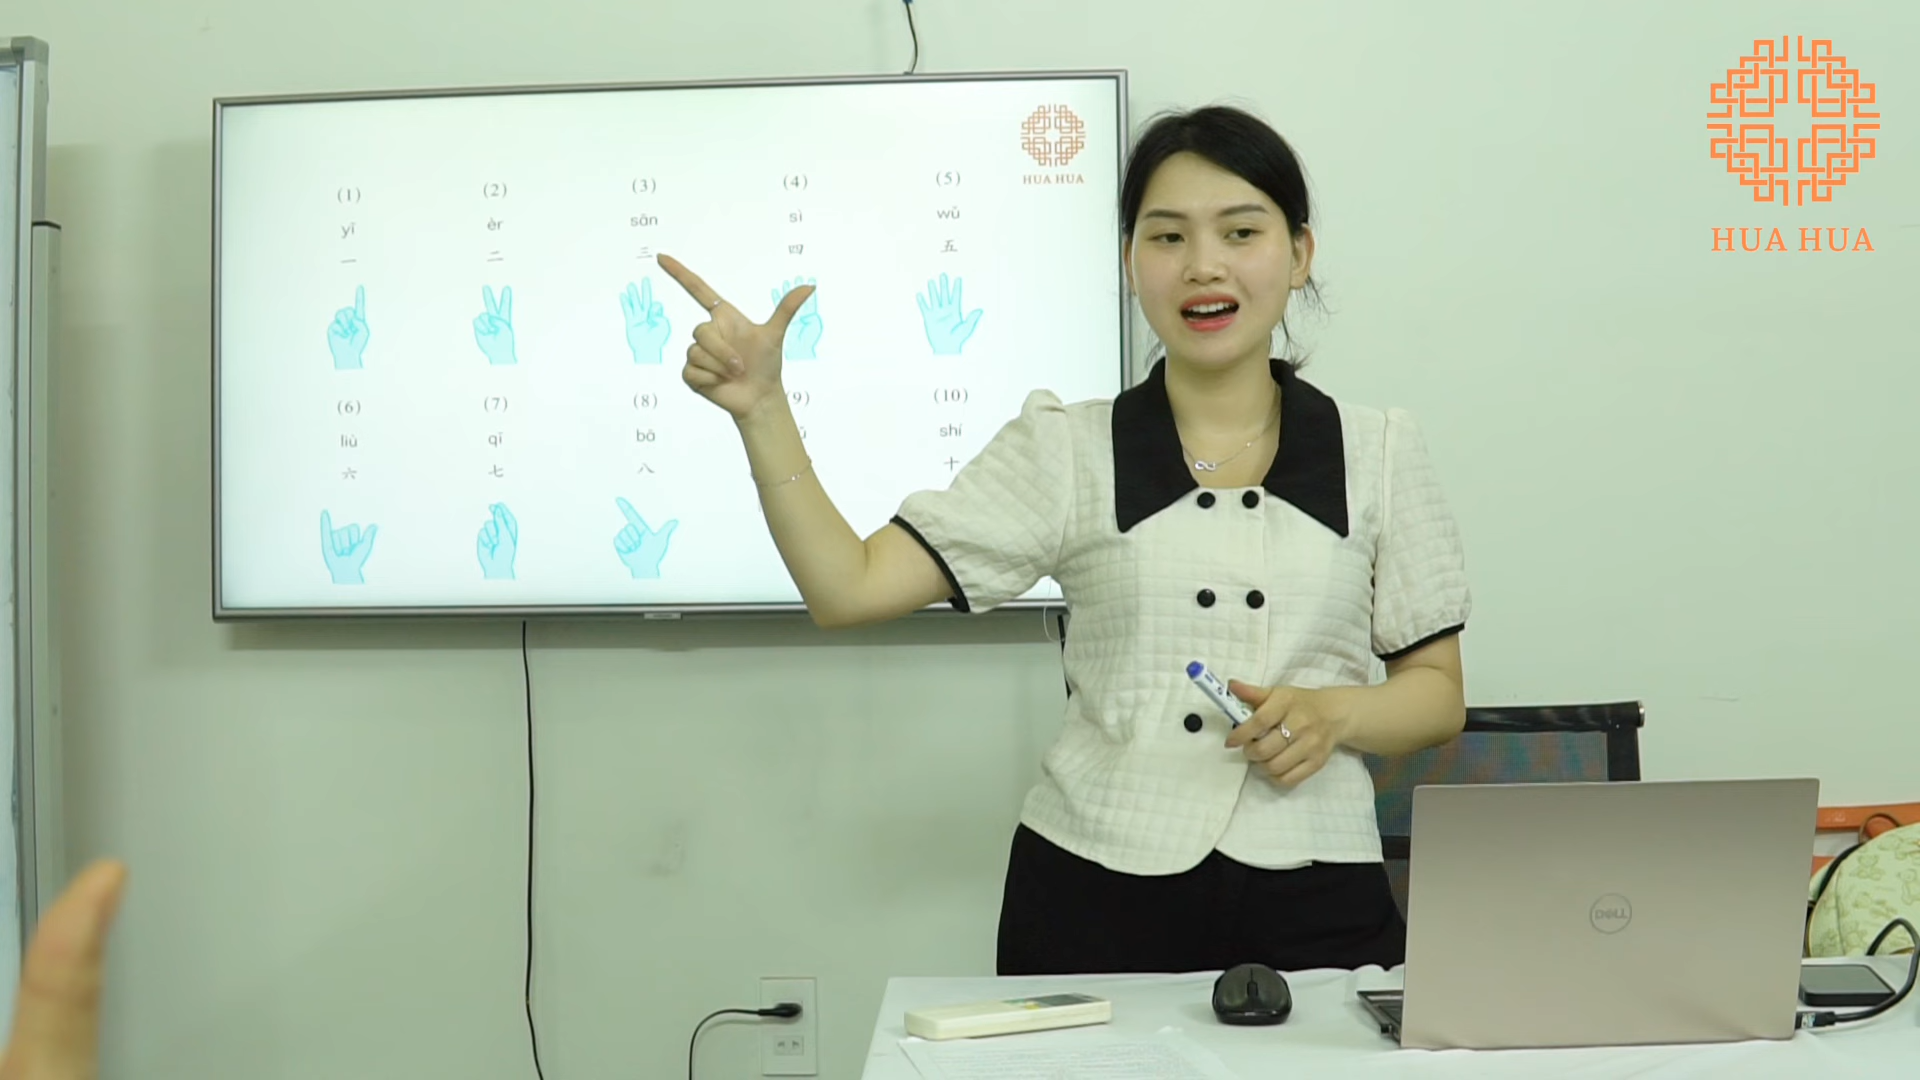 HUA HUA
HUA HUA
(1) (2) (3) (4) (5)
yī èr sān sì wǔ
一 二 三 四 五
(6) (7) (8) (9) (10)
liù qī bā shí
六 七 八 十
DELL